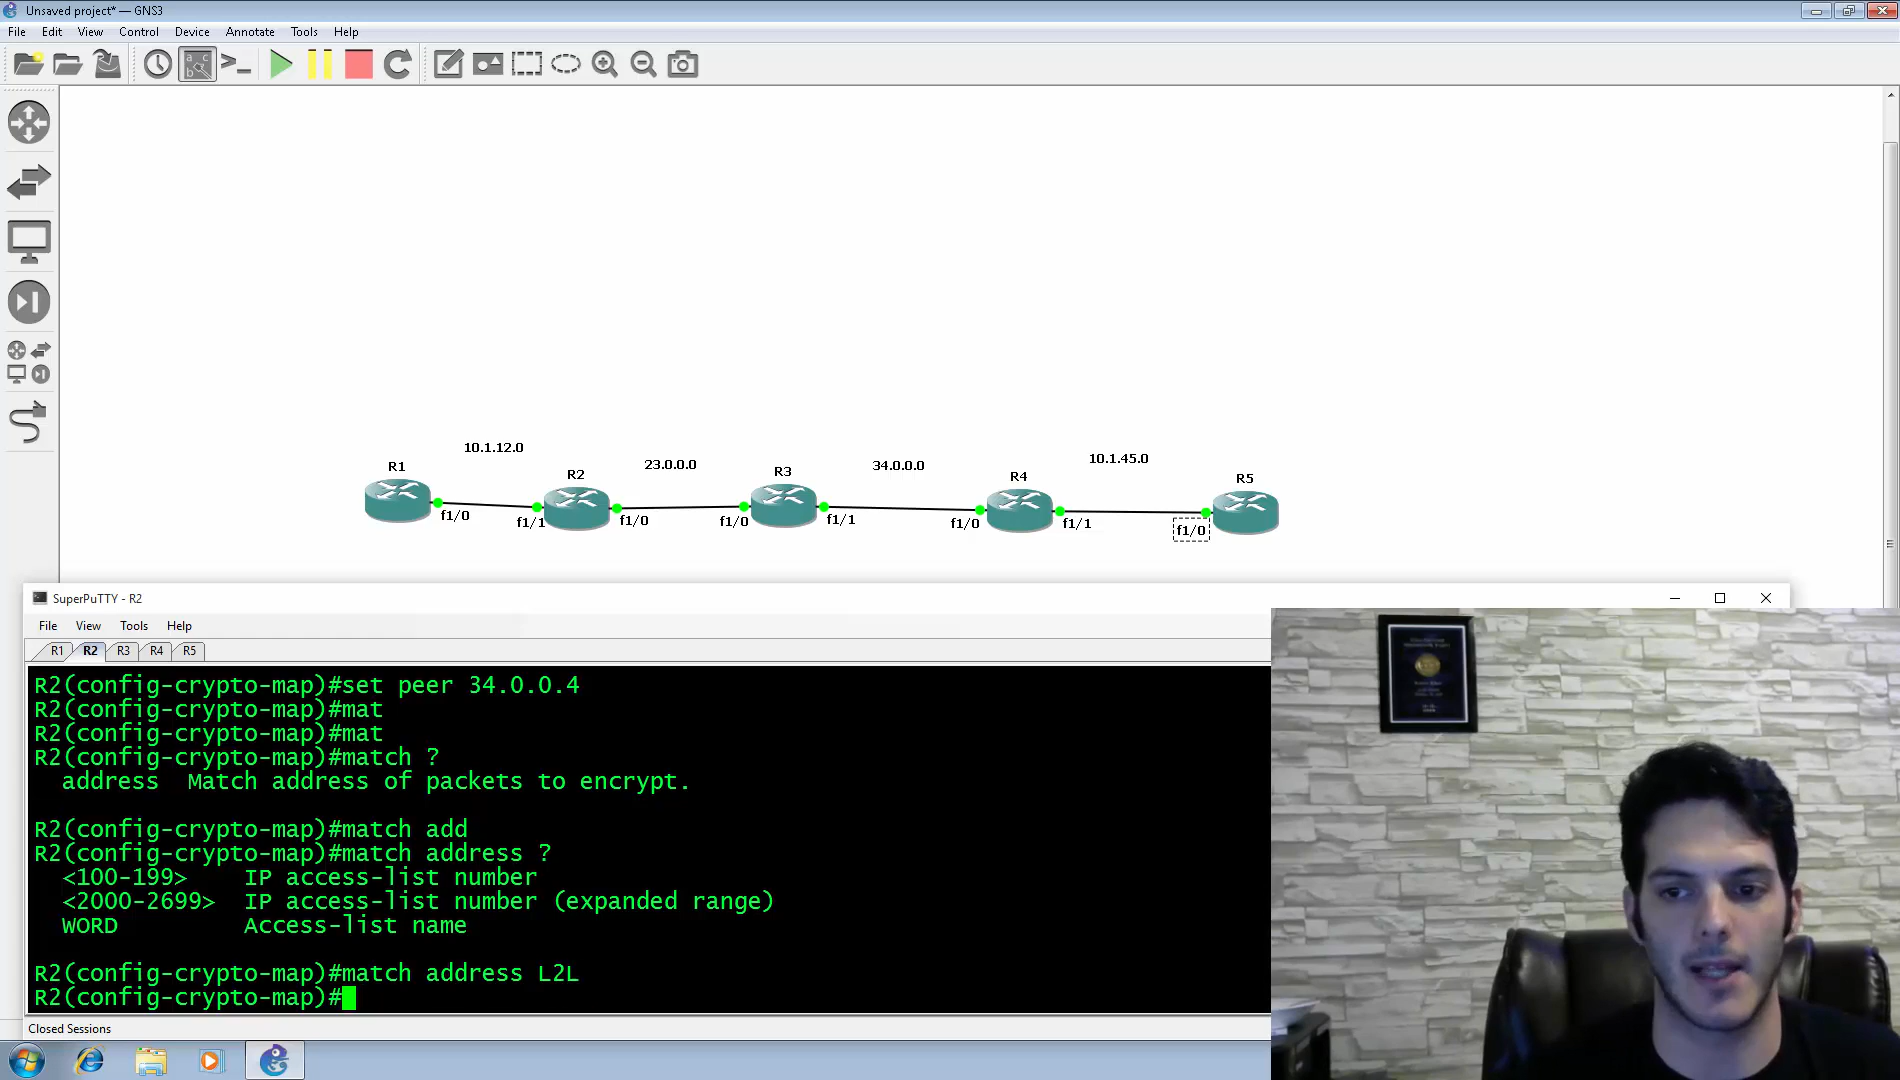 Unsaved project* — GNS3
File Edit View Control Device Annotate Tools Help
10.1.12.0
23.0.0.0
34.0.0.0
10.1.45.0
R1
R2
R3
R4
R5
f1/0
f1/1
f1/0
f1/0
f1/1
f1/0
f1/1
f1/0
SuperPuTTY - R2
File View Tools Help
R1 R2 R3 R4 R5
R2(config-crypto-map)#set peer 34.0.0.4
R2(config-crypto-map)#mat
R2(config-crypto-map)#mat
R2(config-crypto-map)#match ?
address Match address of packets to encrypt.
R2(config-crypto-map)#match add
R2(config-crypto-map)#match address ?
<100-199> IP access-list number
<2000-2699> IP access-list number (expanded range)
WORD Access-list name
R2(config-crypto-map)#match address L2L
R2(config-crypto-map)#
Closed Sessions